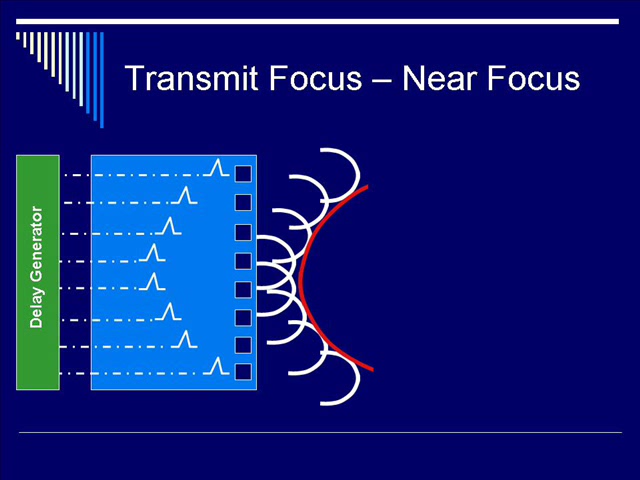 Transmit Focus – Near Focus
Delay Generator